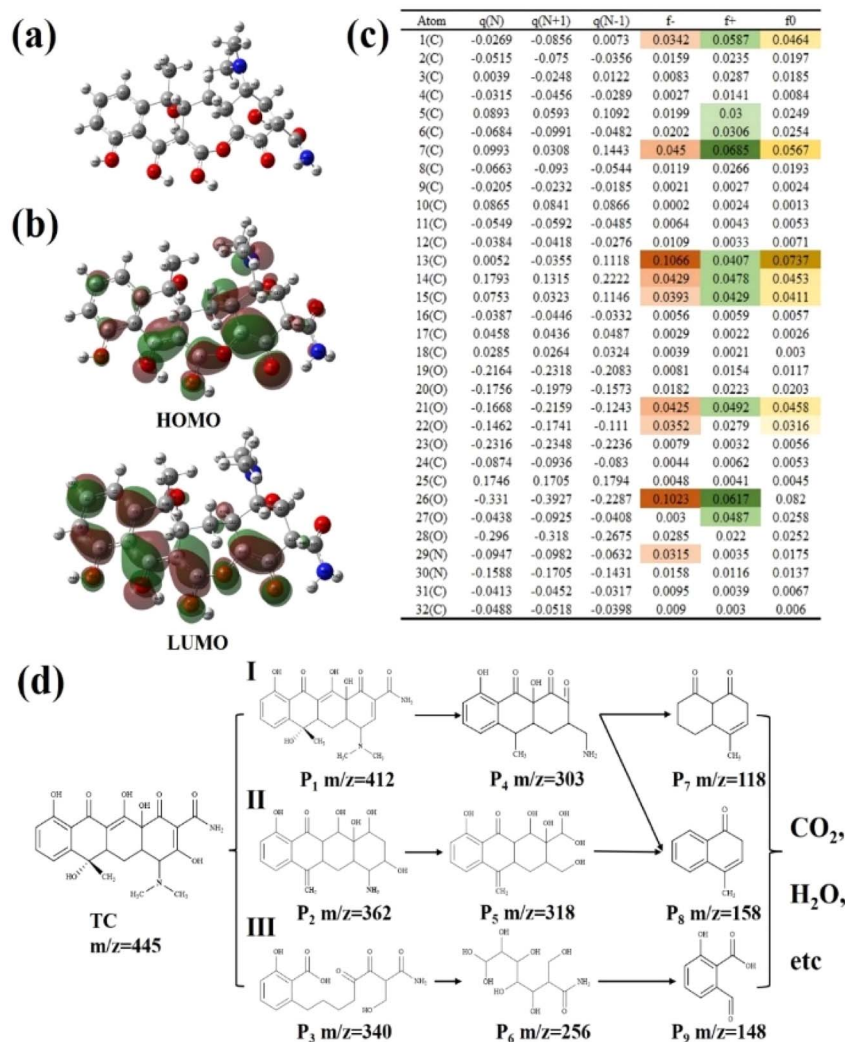 (a)
(b)
HOMO
LUMO
(c)
Atom q(N) q(N+1) q(N-1) f- f+ f0
1(C) -0.0269 -0.0856 0.0073 0.0342 0.0587 0.0464
2(C) -0.0515 -0.075 -0.0356 0.0159 0.0235 0.0197
3(C) 0.0039 -0.0248 0.0122 0.0083 0.0287 0.0185
4(C) -0.0315 -0.0456 -0.0289 0.0027 0.0141 0.0084
5(C) 0.0893 0.0593 0.1092 0.0199 0.03 0.0249
6(C) -0.0684 -0.0991 -0.0482 0.0202 0.0306 0.0254
7(C) 0.0993 0.0308 0.1443 0.045 0.0685 0.0567
8(C) -0.0663 -0.093 -0.0544 0.0119 0.0266 0.0193
9(C) -0.0205 -0.0232 -0.0185 0.0021 0.0027 0.0024
10(C) 0.0865 0.0841 0.0866 0.0002 0.0024 0.0013
11(C) -0.0549 -0.0592 -0.0485 0.0064 0.0043 0.0053
12(C) -0.0384 -0.0418 -0.0276 0.0109 0.0033 0.0071
13(C) 0.0052 -0.0355 0.1118 0.1066 0.0407 0.0737
14(C) 0.1793 0.1315 0.2222 0.0429 0.0478 0.0453
15(C) 0.0753 0.0323 0.1146 0.0393 0.0429 0.0411
16(C) -0.0387 -0.0446 -0.0332 0.0056 0.0059 0.0057
17(C) 0.0458 0.0436 0.0487 0.0029 0.0022 0.0026
18(C) 0.0285 0.0264 0.0324 0.0039 0.0021 0.003
19(O) -0.2164 -0.2318 -0.2083 0.0081 0.0154 0.0117
20(O) -0.1756 -0.1979 -0.1573 0.0182 0.0223 0.0203
21(O) -0.1668 -0.2159 -0.1243 0.0425 0.0492 0.0458
22(O) -0.1462 -0.1741 -0.111 0.0352 0.0279 0.0316
23(O) -0.2316 -0.2348 -0.2236 0.0079 0.0032 0.0056
24(C) -0.0874 -0.0936 -0.083 0.0044 0.0062 0.0053
25(C) 0.1746 0.1705 0.1794 0.0048 0.0041 0.0045
26(O) -0.331 -0.3927 -0.2287 0.1023 0.0617 0.082
27(O) -0.0438 -0.0925 -0.0408 0.003 0.0487 0.0258
28(O) -0.296 -0.318 -0.2675 0.0285 0.022 0.0252
29(N) -0.0947 -0.0982 -0.0632 0.0315 0.0035 0.0175
30(N) -0.1588 -0.1705 -0.1431 0.0158 0.0116 0.0137
31(C) -0.0413 -0.0452 -0.0317 0.0095 0.0039 0.0067
32(C) -0.0488 -0.0518 -0.0398 0.009 0.003 0.006
(d)
TC
m/z=445
I
P1 m/z=412
P4 m/z=303
P7 m/z=118
II
P2 m/z=362
P5 m/z=318
P8 m/z=158
III
P3 m/z=340
P6 m/z=256
P9 m/z=148
CO2,
H2O,
etc